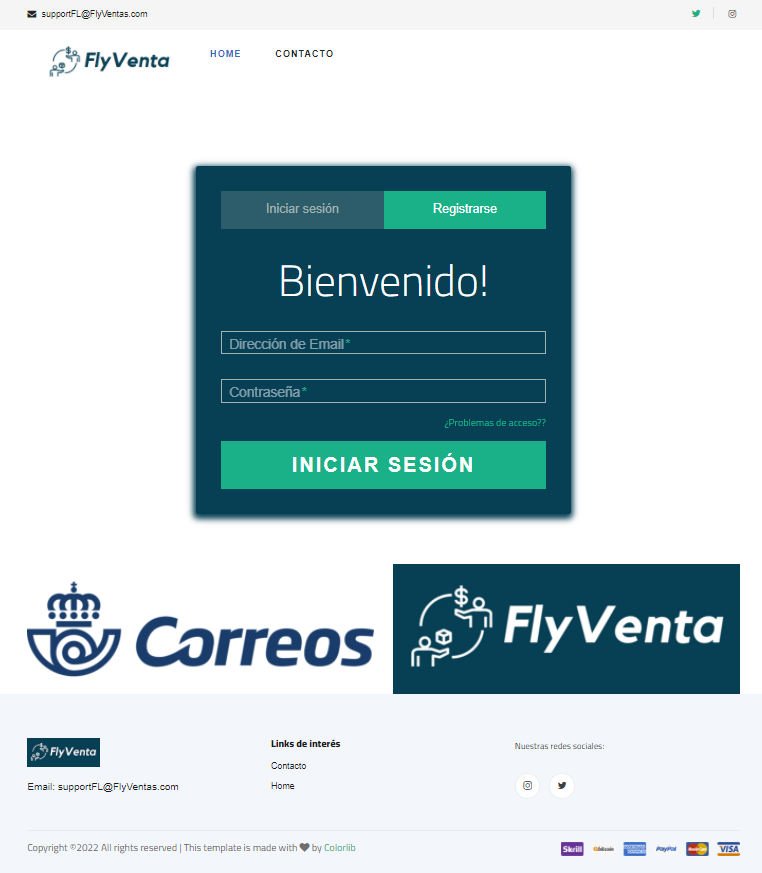 supportFL@FlyVentas.com
FlyVenta
HOME CONTACTO
Iniciar sesión Registrarse
Bienvenido!
Dirección de Email*
Contraseña*
¿Problemas de acceso??
INICIAR SESIÓN
Correos
FlyVenta
FlyVenta
Email: supportFL@FlyVentas.com
Links de interés
Contacto
Home
Nuestras redes sociales:
Copyright ©2022 All rights reserved | This template is made with ♥ by Colorlib
Skrill bitcoin PayPal MasterCard VISA